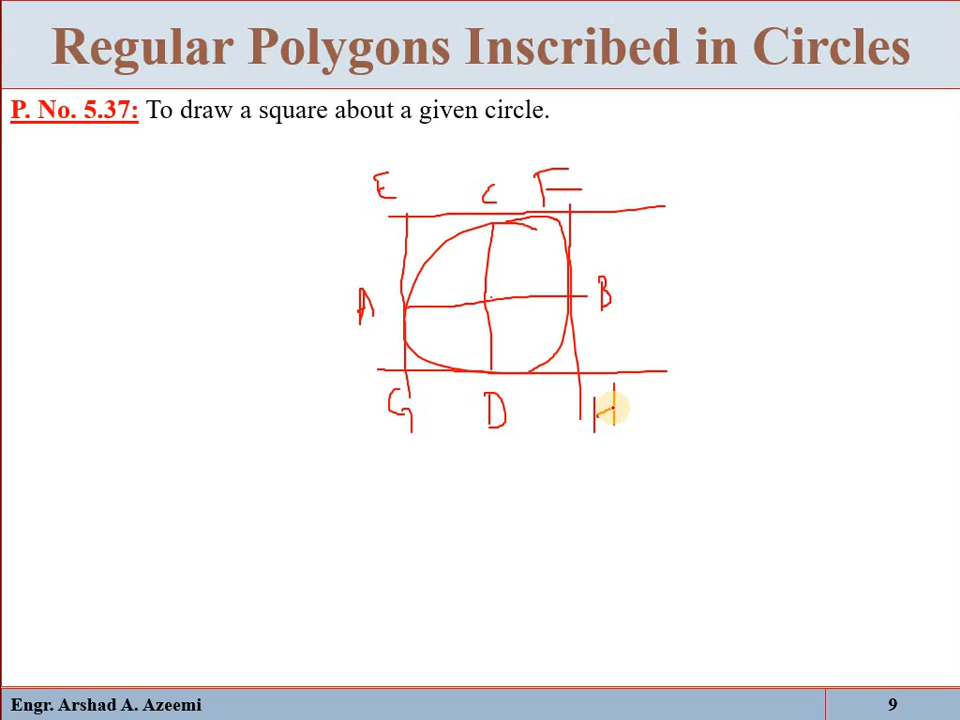 Regular Polygons Inscribed in Circles
P. No. 5.37: To draw a square about a given circle.
E C F
A B
G D H
Engr. Arshad A. Azeemi 9